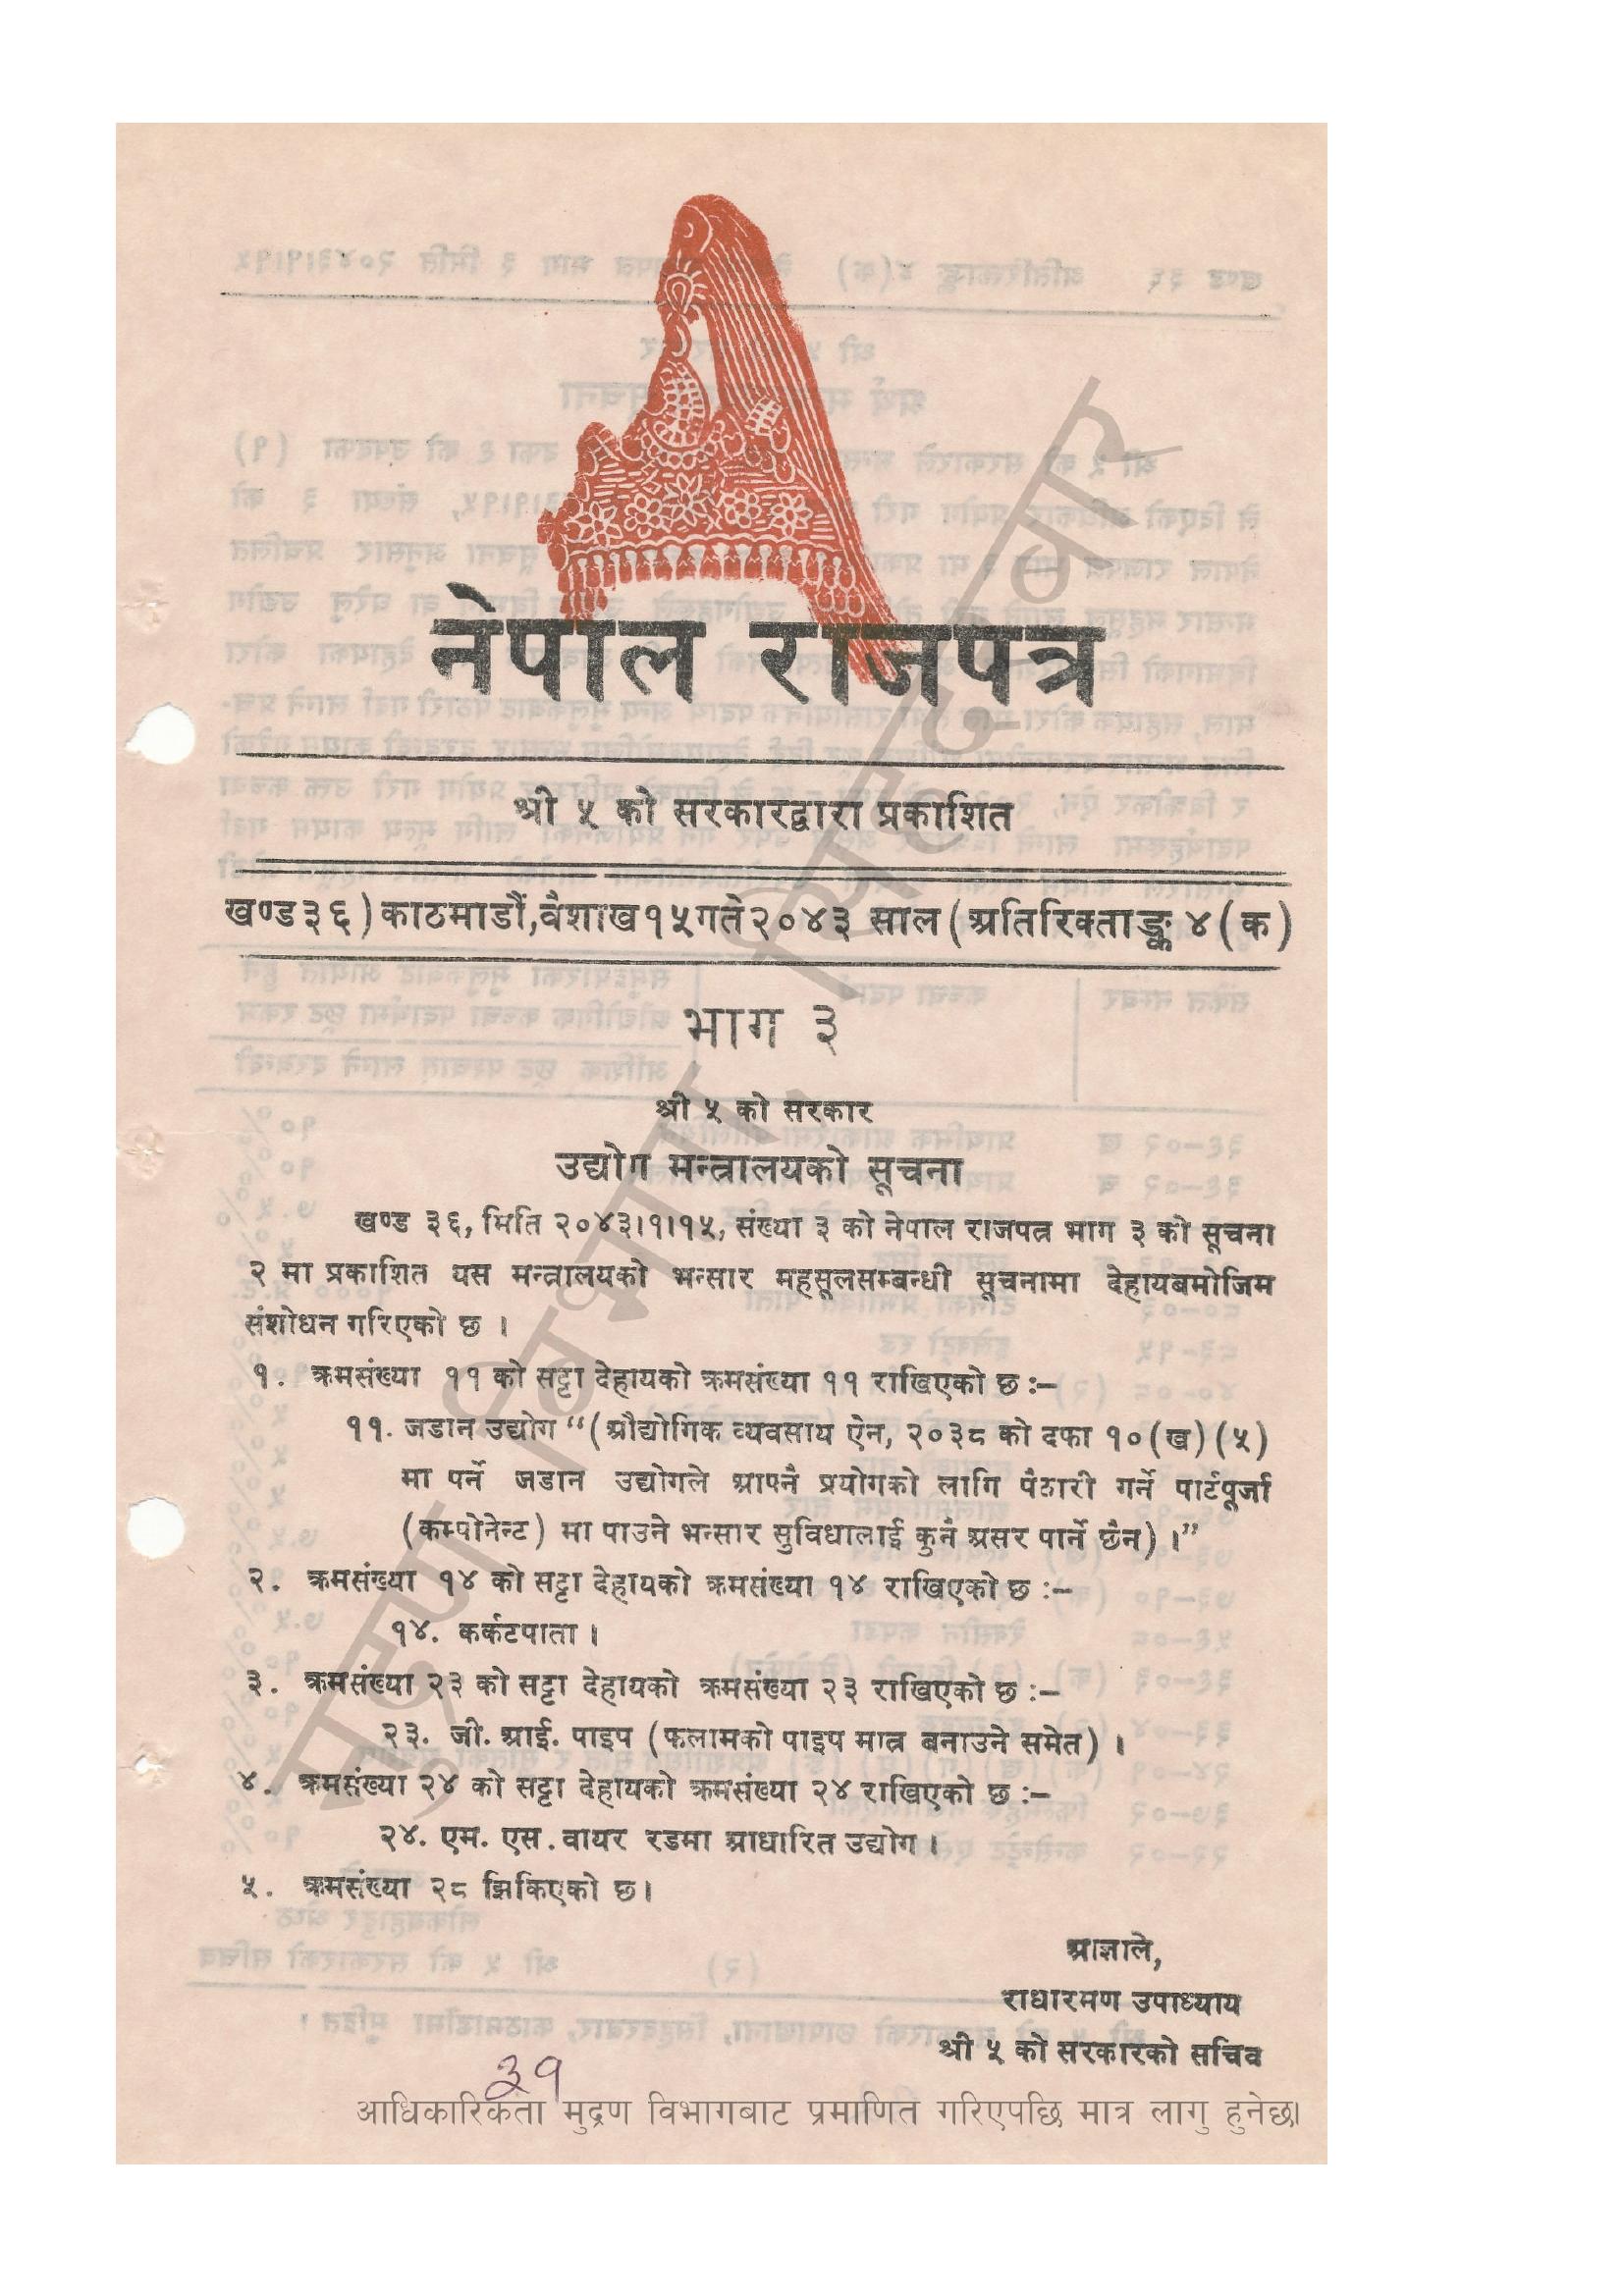 नेपाल राजपत्र
श्री ५ को सरकारद्वारा प्रकाशित
खण्ड ३६) काठमाडौं, वैशाख १५ गते २०४३ साल (अतिरिक्ताङ्क ४ (क)
भाग ३
श्री ५ को सरकार
उद्योग मन्त्रालयको सूचना
खण्ड ३६, मिति २०४३।१।१५, संख्या ३ को नेपाल राजपत्र भाग ३ को सूचना
२ मा प्रकाशित यस मन्त्रालयको भन्सार महसूलसम्बन्धी सूचनामा देहायबमोजिम
संशोधन गरिएको छ ।
१. क्रमसंख्या ११ को सट्टा देहायको क्रमसंख्या ११ राखिएको छ :–
११. जडान उद्योग “(औद्योगिक व्यवसाय ऐन, २०३८ को दफा १० (ख) (५)
मा पर्ने जडान उद्योगले आफ्नै प्रयोगको लागि पैठारी गर्ने पार्टपूर्जा
(कम्पोनेन्ट) मा पाउने भन्सार सुविधालाई कुनै असर पार्ने छैन) ।”
२. क्रमसंख्या १४ को सट्टा देहायको क्रमसंख्या १४ राखिएको छ :–
१४. कर्कटपाता ।
३. क्रमसंख्या २३ को सट्टा देहायको क्रमसंख्या २३ राखिएको छ :–
२३. जी. आई. पाइप (फलामको पाइप मात्र बनाउने समेत) ।
४. क्रमसंख्या २४ को सट्टा देहायको क्रमसंख्या २४ राखिएको छ :–
२४. एम. एस. वायर रडमा आधारित उद्योग ।
५. क्रमसंख्या २८ झिकिएको छ।
आज्ञाले,
राधारमण उपाध्याय
श्री ५ को सरकारको सचिव
३१
आधिकारिकता मुद्रण विभागबाट प्रमाणित गरिएपछि मात्र लागु हुनेछ।
मुद्रण विभाग, सिंहदरबार